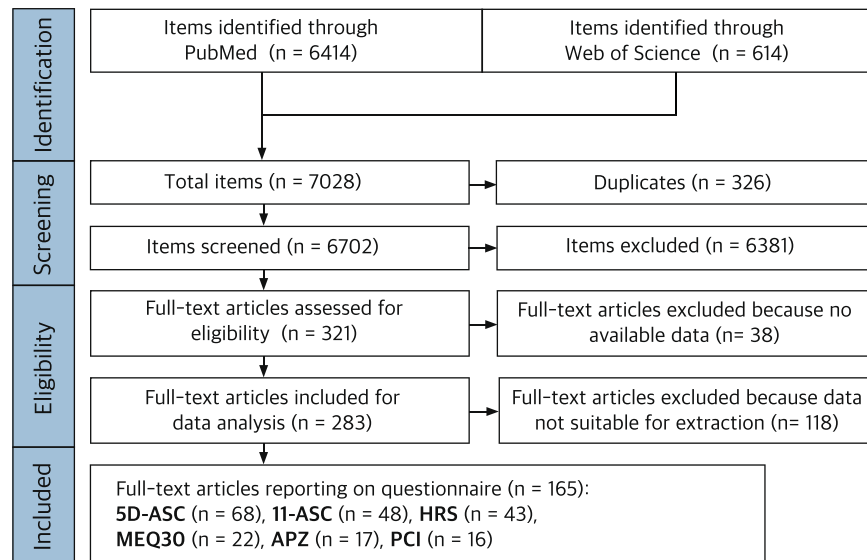 Identification
Items identified through
PubMed (n = 6414)
Items identified through
Web of Science (n = 614)
Screening
Total items (n = 7028)
Duplicates (n = 326)
Items screened (n = 6702)
Items excluded (n = 6381)
Eligibility
Full-text articles assessed for
eligibility (n = 321)
Full-text articles excluded because no
available data (n= 38)
Full-text articles included for
data analysis (n = 283)
Full-text articles excluded because data
not suitable for extraction (n= 118)
Included
Full-text articles reporting on questionnaire (n = 165):
5D-ASC (n = 68), 11-ASC (n = 48), HRS (n = 43),
MEQ30 (n = 22), APZ (n = 17), PCI (n = 16)